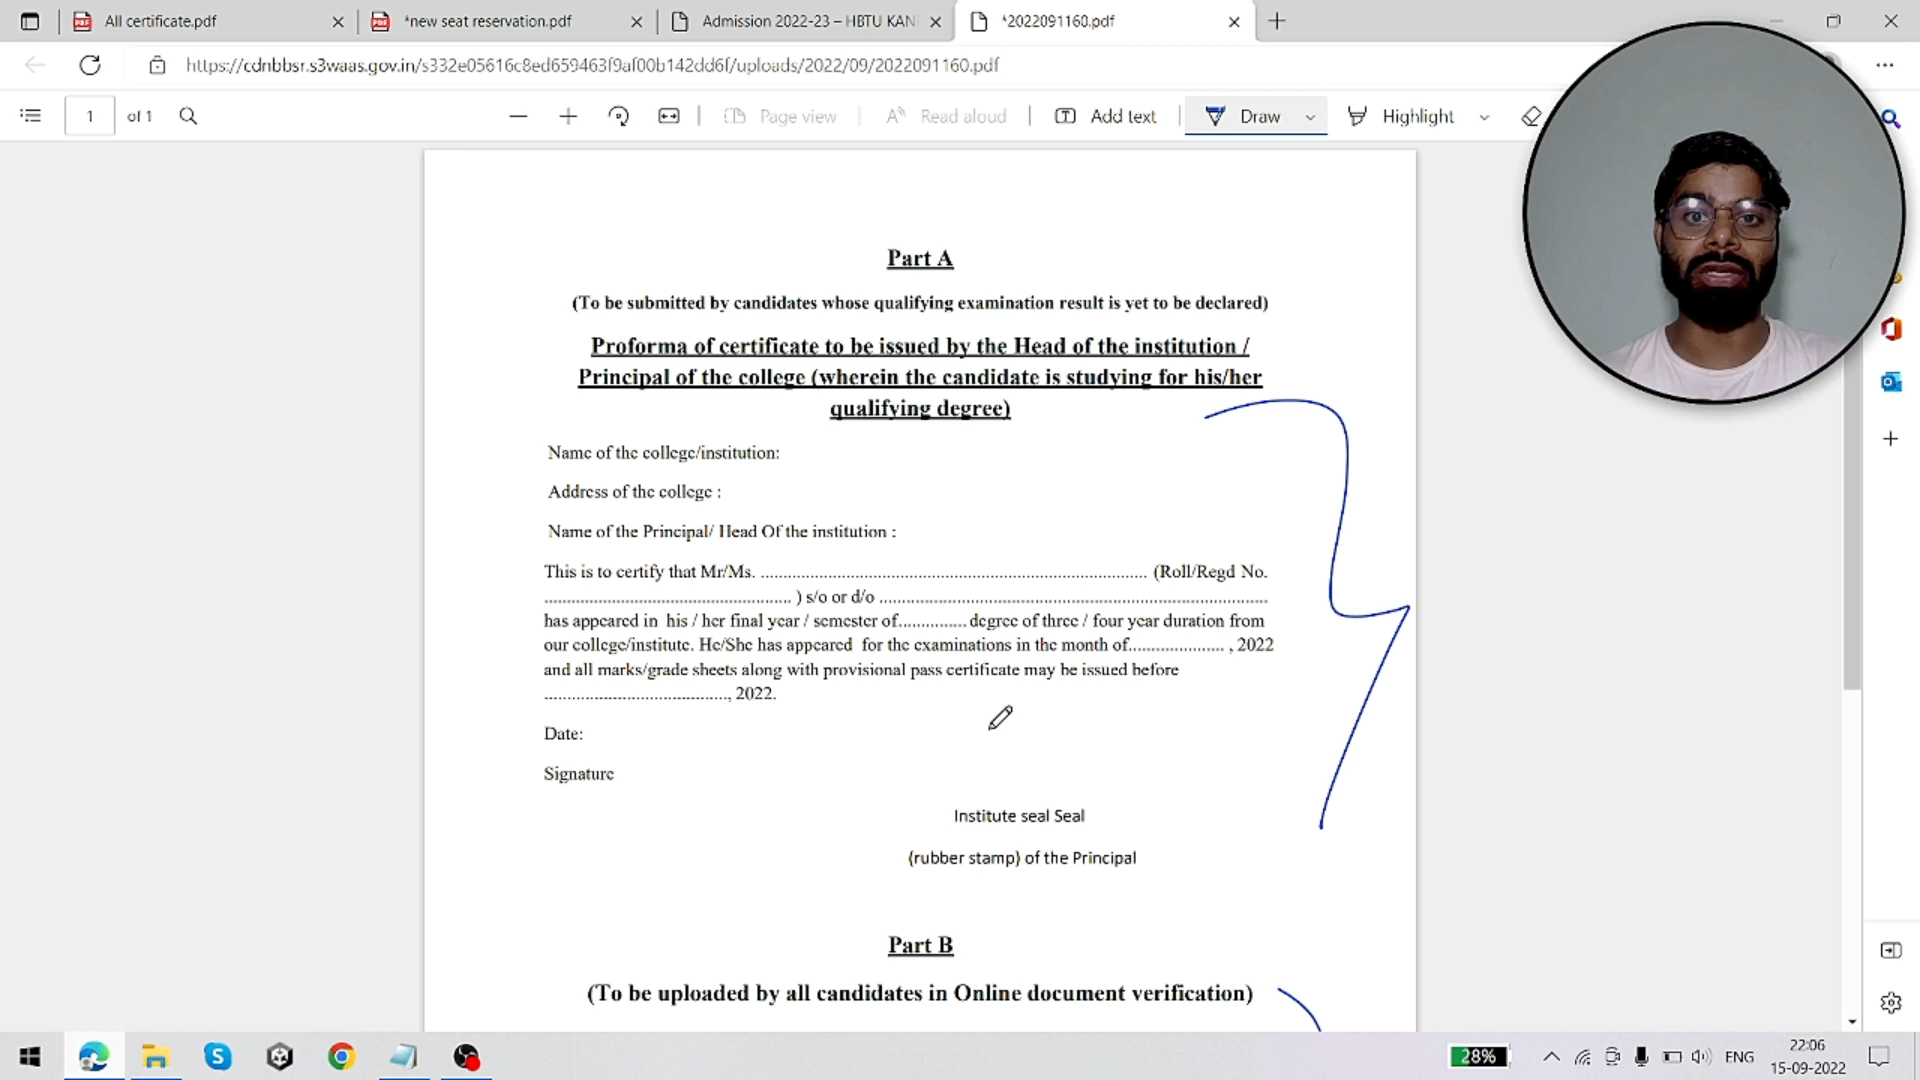 All certificate.pdf
*new seat reservation.pdf
Admission 2022-23 – HBTU KAN
*2022091160.pdf
https://cdnbbsr.s3waas.gov.in/s332e05616c8ed659463f9af00b142dd6f/uploads/2022/09/2022091160.pdf
1 of 1
Page view
Read aloud
Add text
Draw
Highlight
Part A
(To be submitted by candidates whose qualifying examination result is yet to be declared)
Proforma of certificate to be issued by the Head of the institution /
Principal of the college (wherein the candidate is studying for his/her
qualifying degree)
Name of the college/institution:
Address of the college :
Name of the Principal/ Head Of the institution :
This is to certify that Mr/Ms. ...................................................................................... (Roll/Regd No.
....................................................... ) s/o or d/o .......................................................................................
has appeared in his / her final year / semester of............... degree of three / four year duration from
our college/institute. He/She has appeared for the examinations in the month of..................... , 2022
and all marks/grade sheets along with provisional pass certificate may be issued before
........................................., 2022.
Date:
Signature
Institute seal Seal
(rubber stamp) of the Principal
Part B
(To be uploaded by all candidates in Online document verification)
28%
ENG
22:06
15-09-2022